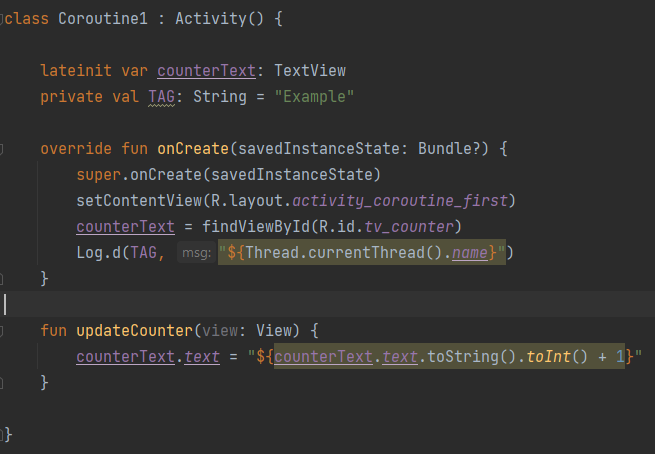 class Coroutine1 : Activity() {
lateinit var counterText: TextView
private val TAG: String = "Example"
override fun onCreate(savedInstanceState: Bundle?) {
super.onCreate(savedInstanceState)
setContentView(R.layout.activity_coroutine_first)
counterText = findViewById(R.id.tv_counter)
Log.d(TAG, msg: "${Thread.currentThread().name}")
}
fun updateCounter(view: View) {
counterText.text = "${counterText.text.toString().toInt() + 1}"
}
}